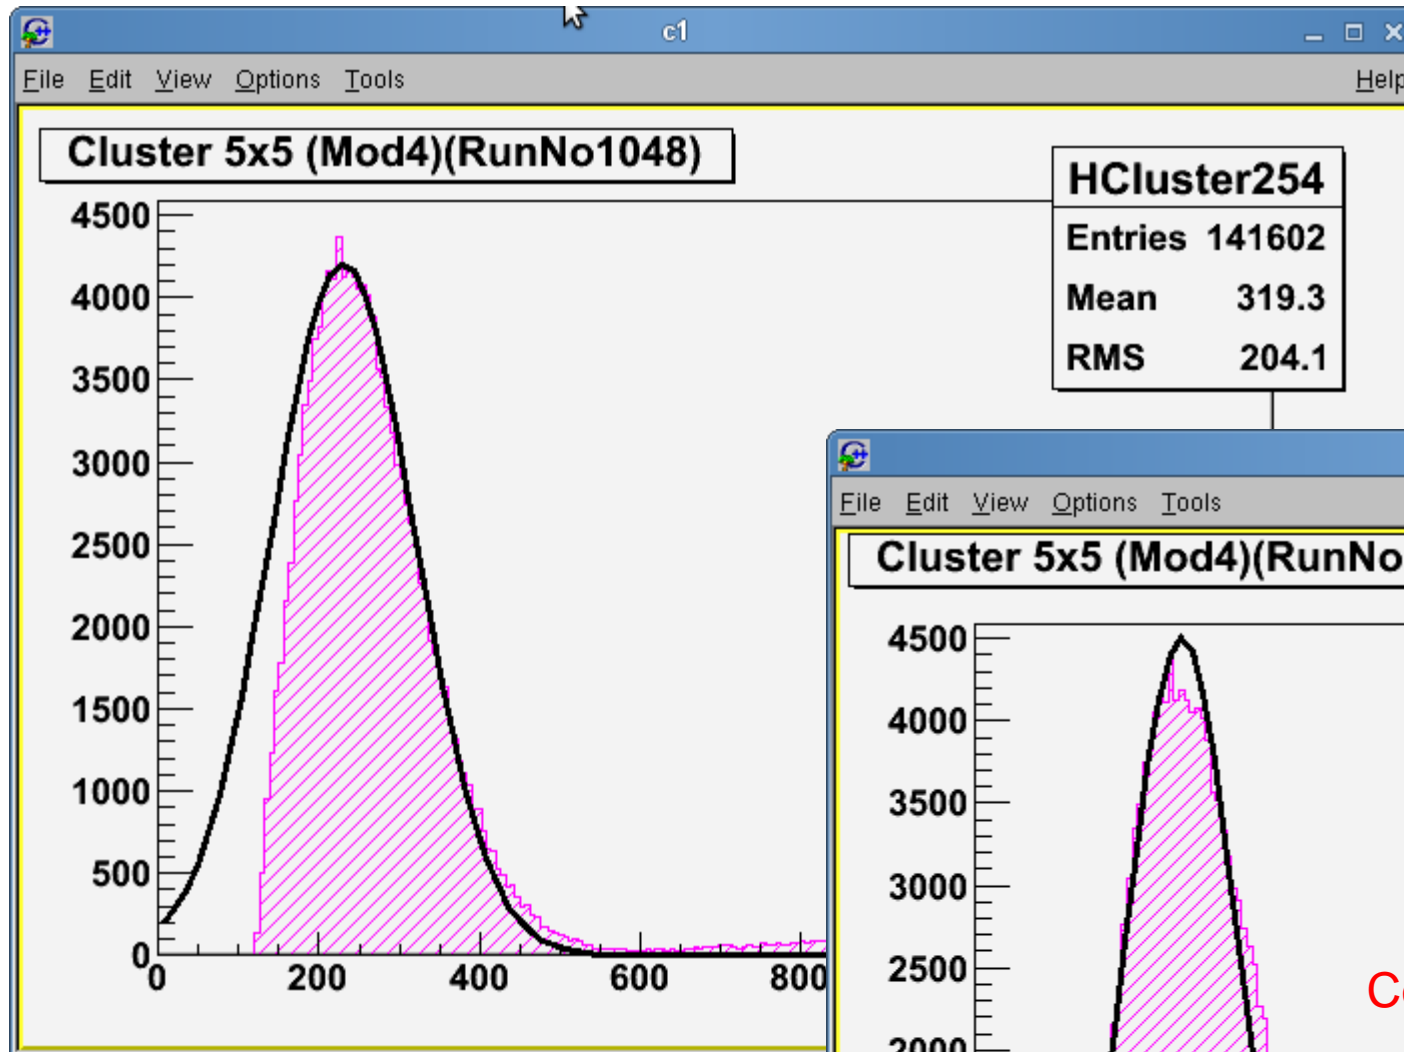 c1
File Edit View Options Tools Help
Cluster 5x5 (Mod4)(RunNo1048)
HCluster254
Entries 141602
Mean 319.3
RMS 204.1
4500
4000
3500
3000
2500
2000
1500
1000
500
0
0 200 400 600 800
File Edit View Options Tools
Cluster 5x5 (Mod4)(RunNo
4500
4000
3500
3000
2500
2000